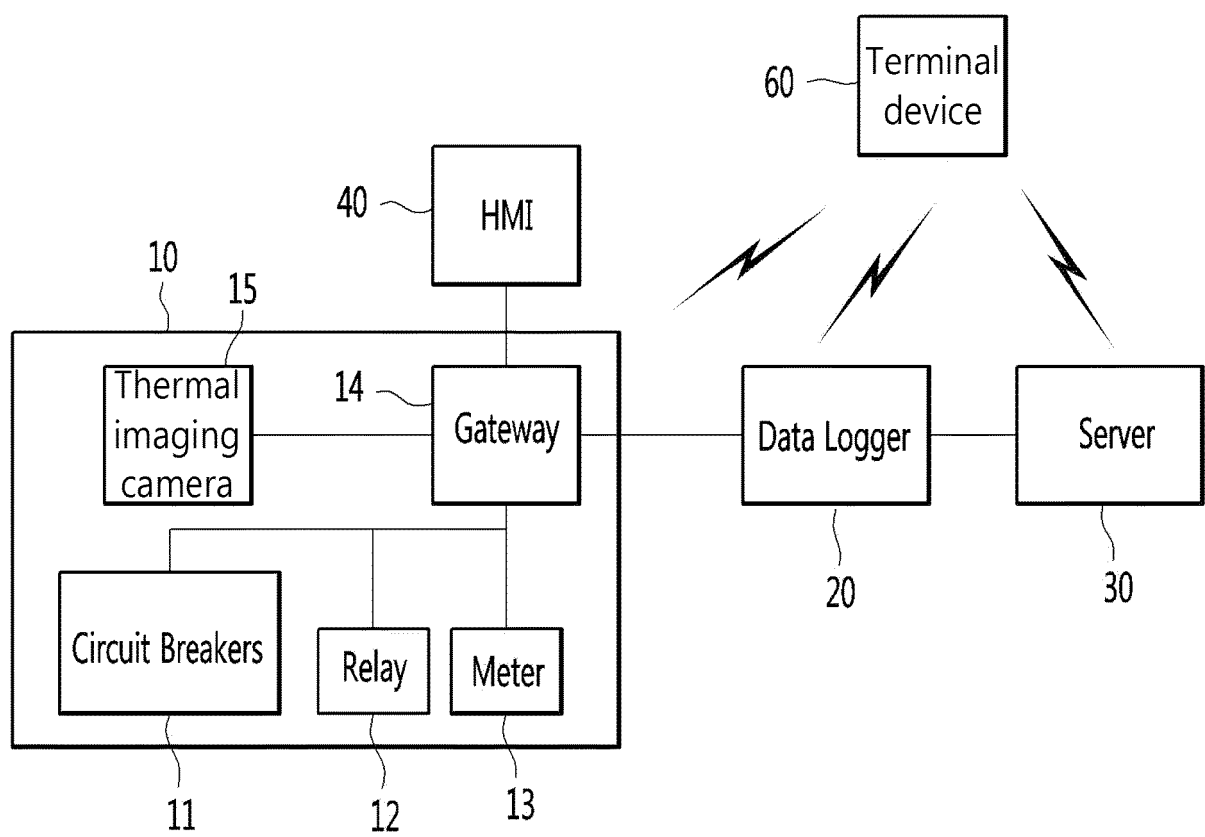 60
Terminal
device
40
HMI
10
15
Thermal
imaging
camera
14
Gateway
Data Logger
Server
20
30
Circuit Breakers
Relay
Meter
11
12
13